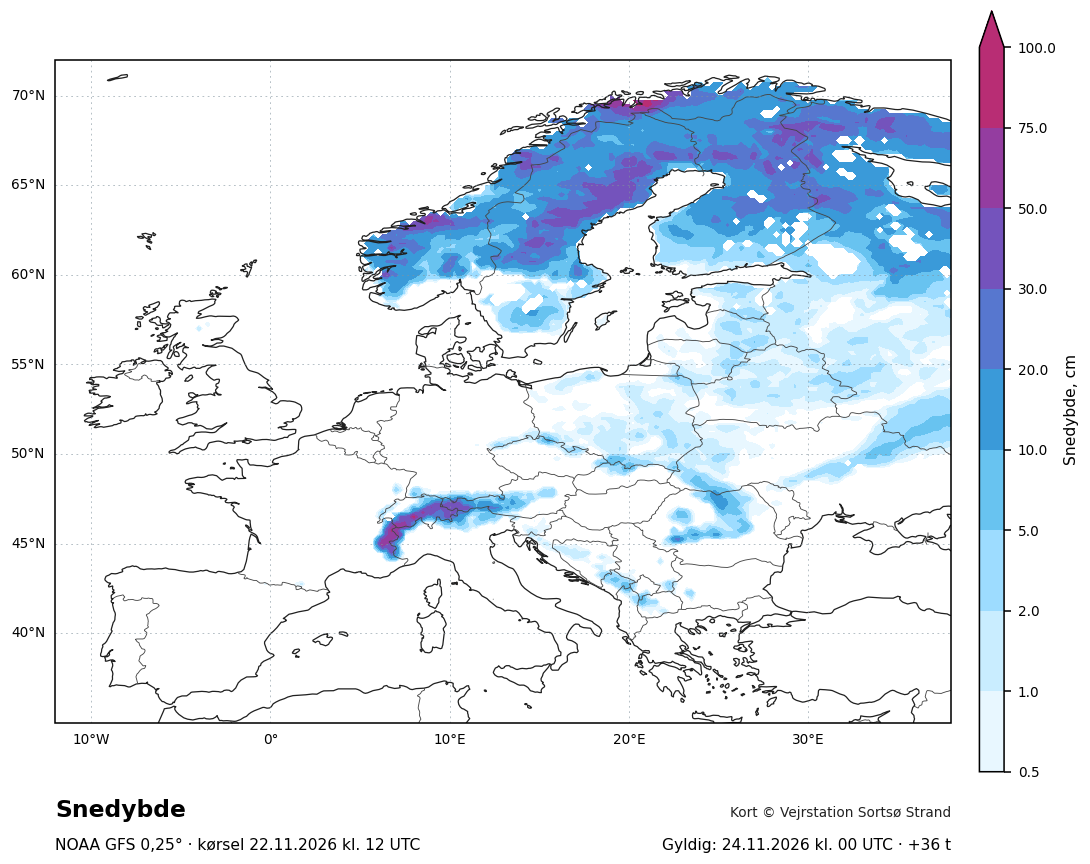 70°N
65°N
60°N
55°N
50°N
45°N
40°N
10°W
0°
10°E
20°E
30°E
100.0
75.0
50.0
30.0
20.0
10.0
5.0
2.0
1.0
0.5
Snedybde, cm
Snedybde
Kort © Vejrstation Sortsø Strand
NOAA GFS 0,25° · kørsel 22.11.2026 kl. 12 UTC
Gyldig: 24.11.2026 kl. 00 UTC · +36 t